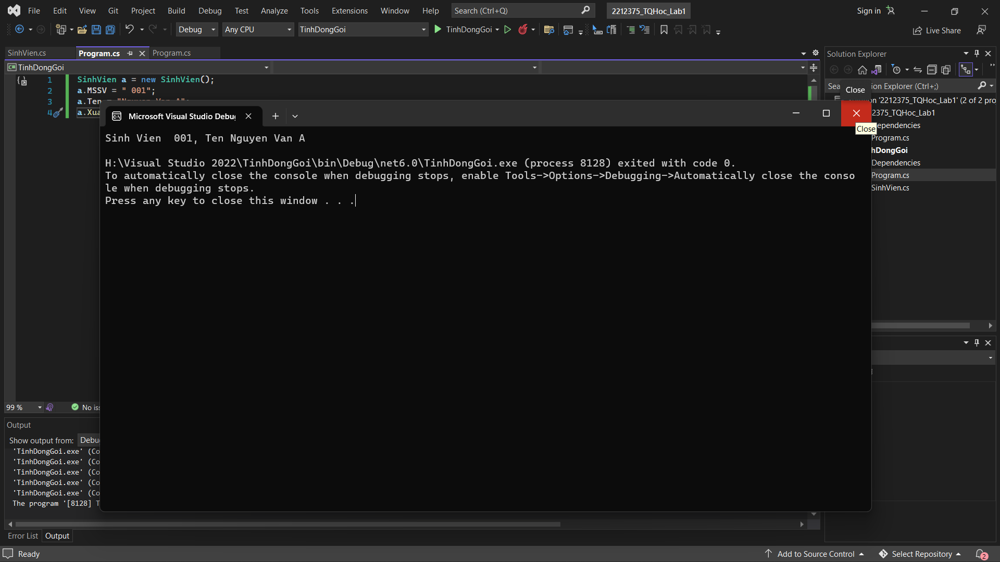 File Edit View Git Project Build Debug Test Analyze Tools Extensions Window Help Search (Ctrl+Q) 2212375_TQHoc_Lab1 Sign in
Debug Any CPU TinhDongGoi TinhDongGoi Live Share
SinhVien.cs Program.cs Program.cs
Solution Explorer
TinhDongGoi
Sea ion Explorer (Ctrl+;)
Close
1 SinhVien a = new SinhVien();
2 a.MSSV = " 001";
3 a.Ten = "Nguyen Van A";
4 a.Xua
on '2212375_TQHoc_Lab1' (2 of 2 pro
2375_TQHoc_Lab1
ependencies
Program.cs
hDongGoi
Dependencies
Program.cs
SinhVien.cs
Microsoft Visual Studio Debug
Close
Sinh Vien  001, Ten Nguyen Van A
H:\Visual Studio 2022\TinhDongGoi\bin\Debug\net6.0\TinhDongGoi.exe (process 8128) exited with code 0.
To automatically close the console when debugging stops, enable Tools->Options->Debugging->Automatically close the conso
le when debugging stops.
Press any key to close this window . . .
99 % No iss
Output
Show output from: Debu
'TinhDongGoi.exe' (Co
'TinhDongGoi.exe' (Co
'TinhDongGoi.exe' (Co
'TinhDongGoi.exe' (Co
'TinhDongGoi.exe' (Co
The program '[8128] T
Error List Output
Ready Add to Source Control Select Repository 2